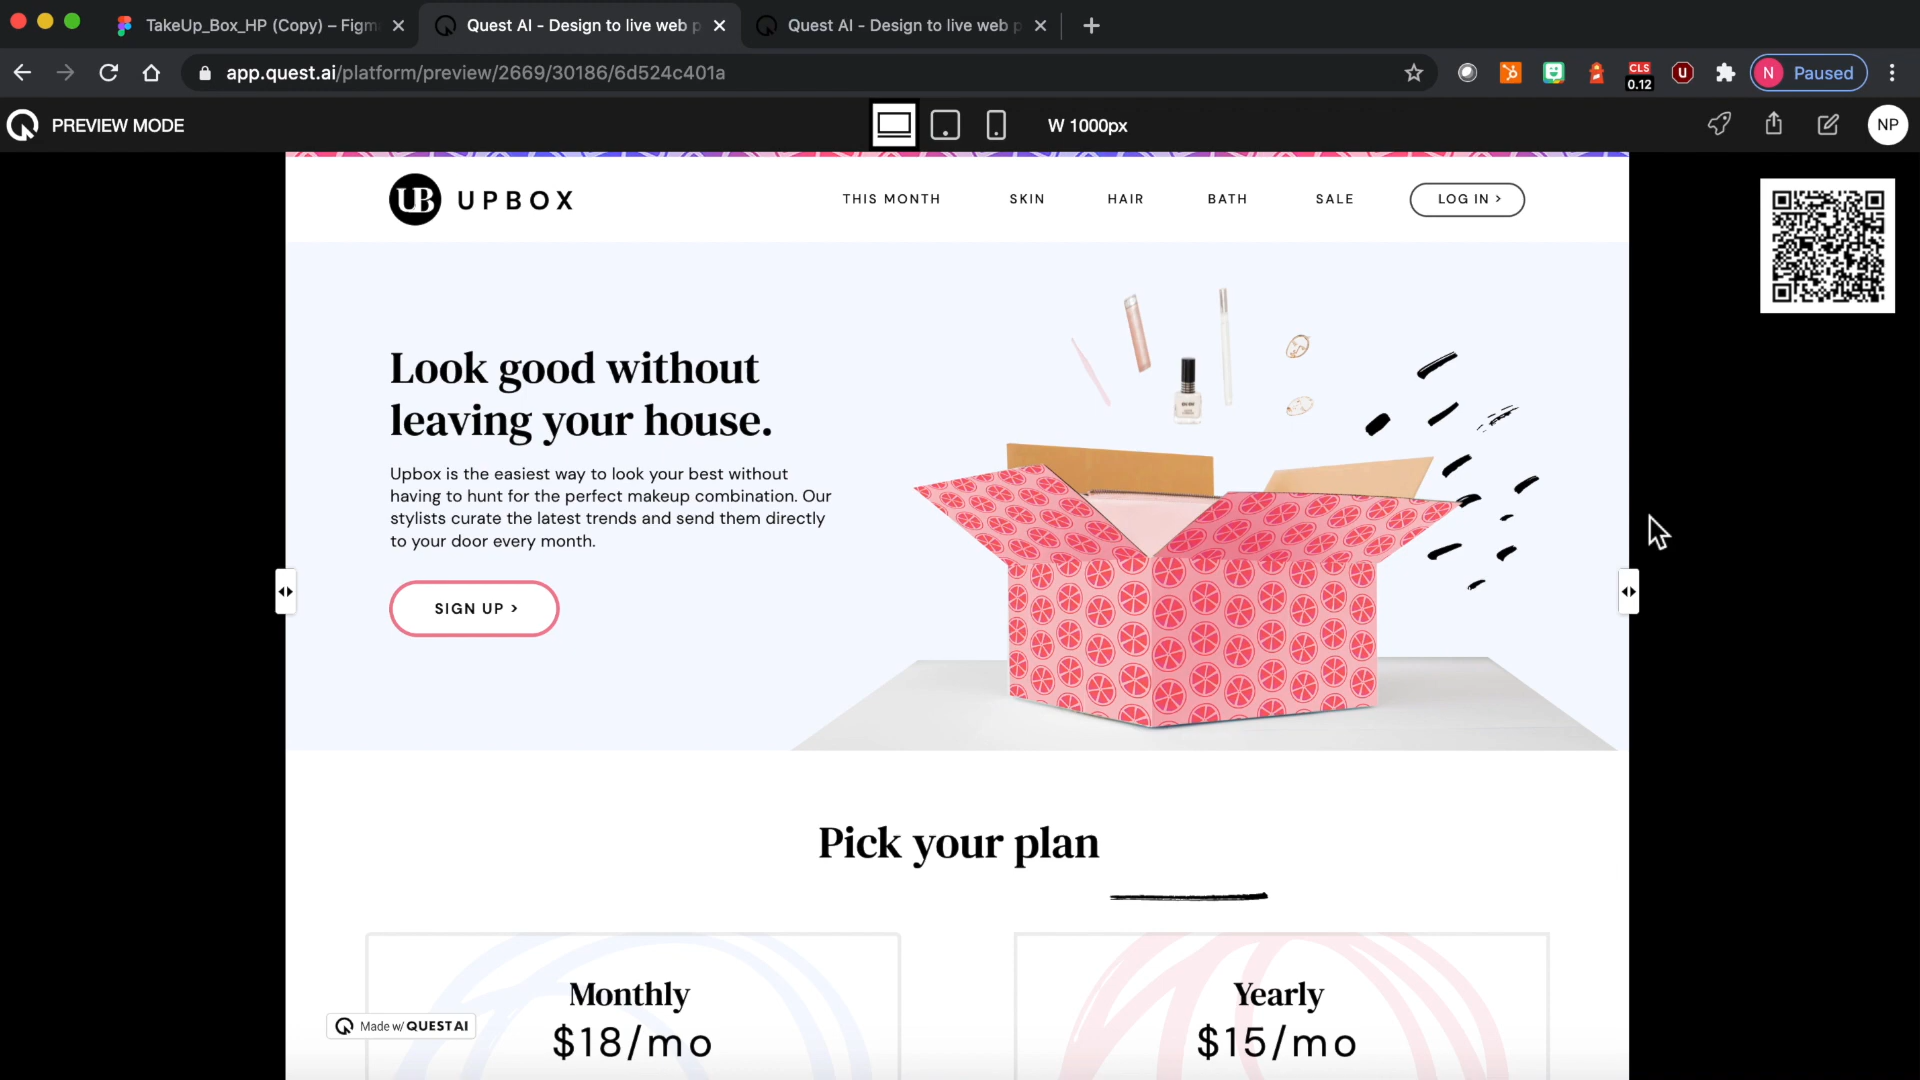 TakeUp_Box_HP (Copy) – Figm
Quest AI - Design to live web p
Quest AI - Design to live web p
app.quest.ai/platform/preview/2669/30186/6d524c401a
CLS
0.12
N
Paused
PREVIEW MODE
W 1000px
NP
UB UPBOX
THIS MONTH
SKIN
HAIR
BATH
SALE
LOG IN >
Look good without
leaving your house.
Upbox is the easiest way to look your best without
having to hunt for the perfect makeup combination. Our
stylists curate the latest trends and send them directly
to your door every month.
SIGN UP >
Pick your plan
Monthly
$18/mo
Yearly
$15/mo
Made w/ QUEST AI